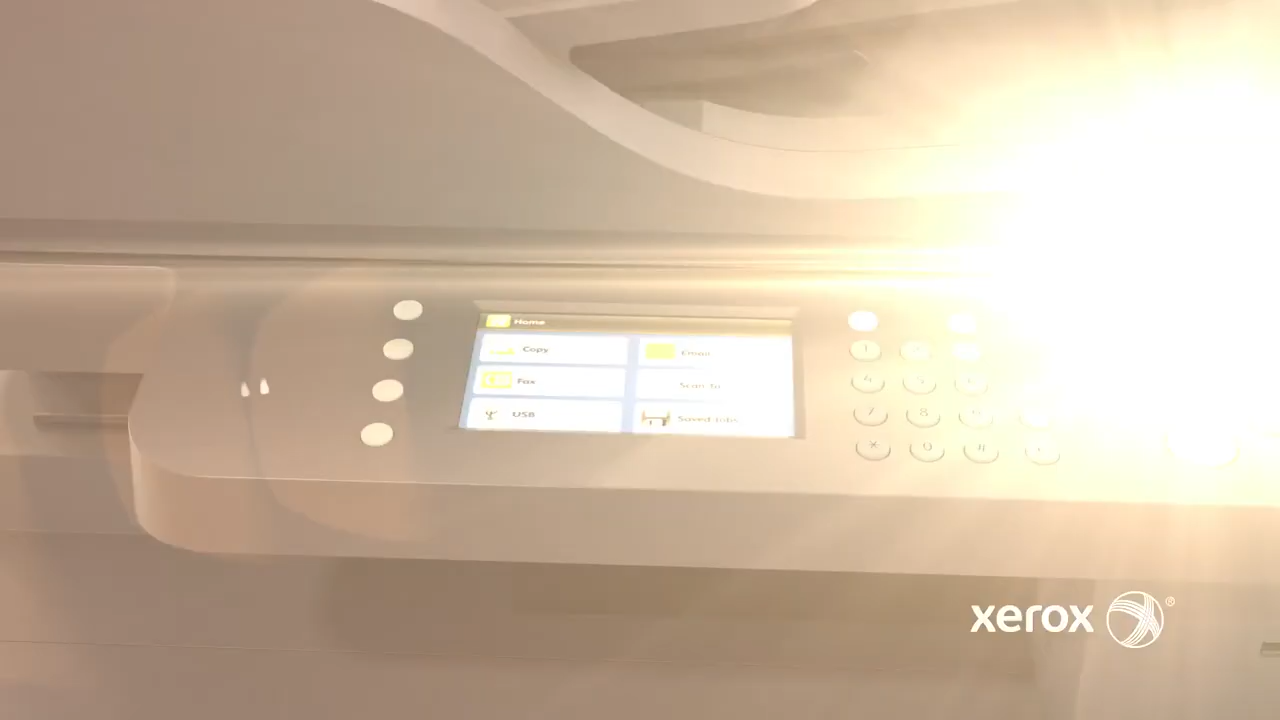 Home
Copy
Email
Fax
Scan To
USB
Saved Jobs
1
4
7 8
* 0 #
xerox